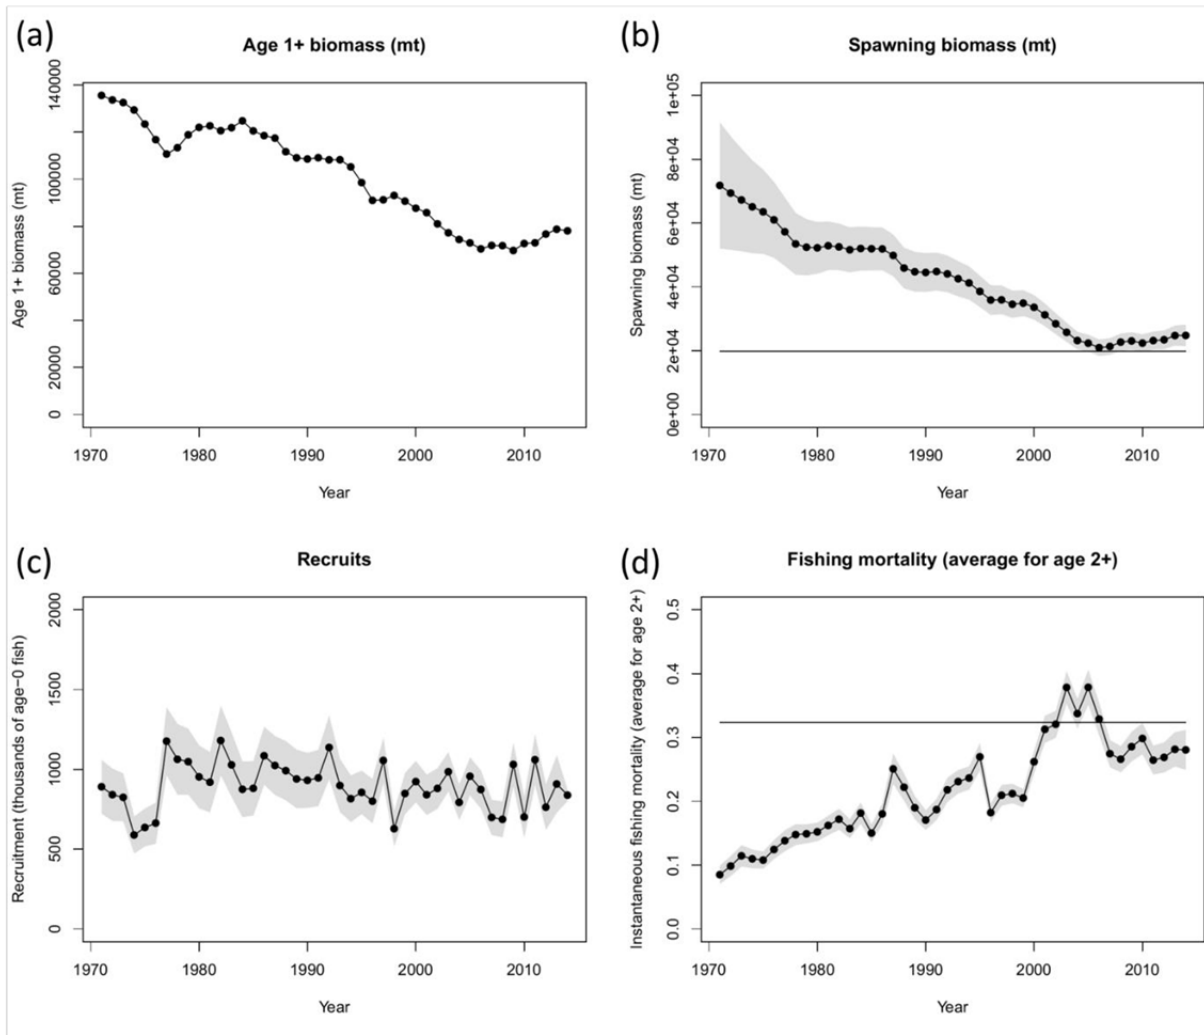 (a)
Age 1+ biomass (mt)
Age 1+ biomass (mt)
140000
100000
60000
20000
0
1970 1980 1990 2000 2010
Year
(b)
Spawning biomass (mt)
Spawning biomass (mt)
1e+05
8e+04
6e+04
4e+04
2e+04
0e+00
1970 1980 1990 2000 2010
Year
(c)
Recruits
Recruitment (thousands of age−0 fish)
2000
1500
1000
500
0
1970 1980 1990 2000 2010
Year
(d)
Fishing mortality (average for age 2+)
Instantaneous fishing mortality (average for age 2+)
0.5
0.4
0.3
0.2
0.1
0.0
1970 1980 1990 2000 2010
Year